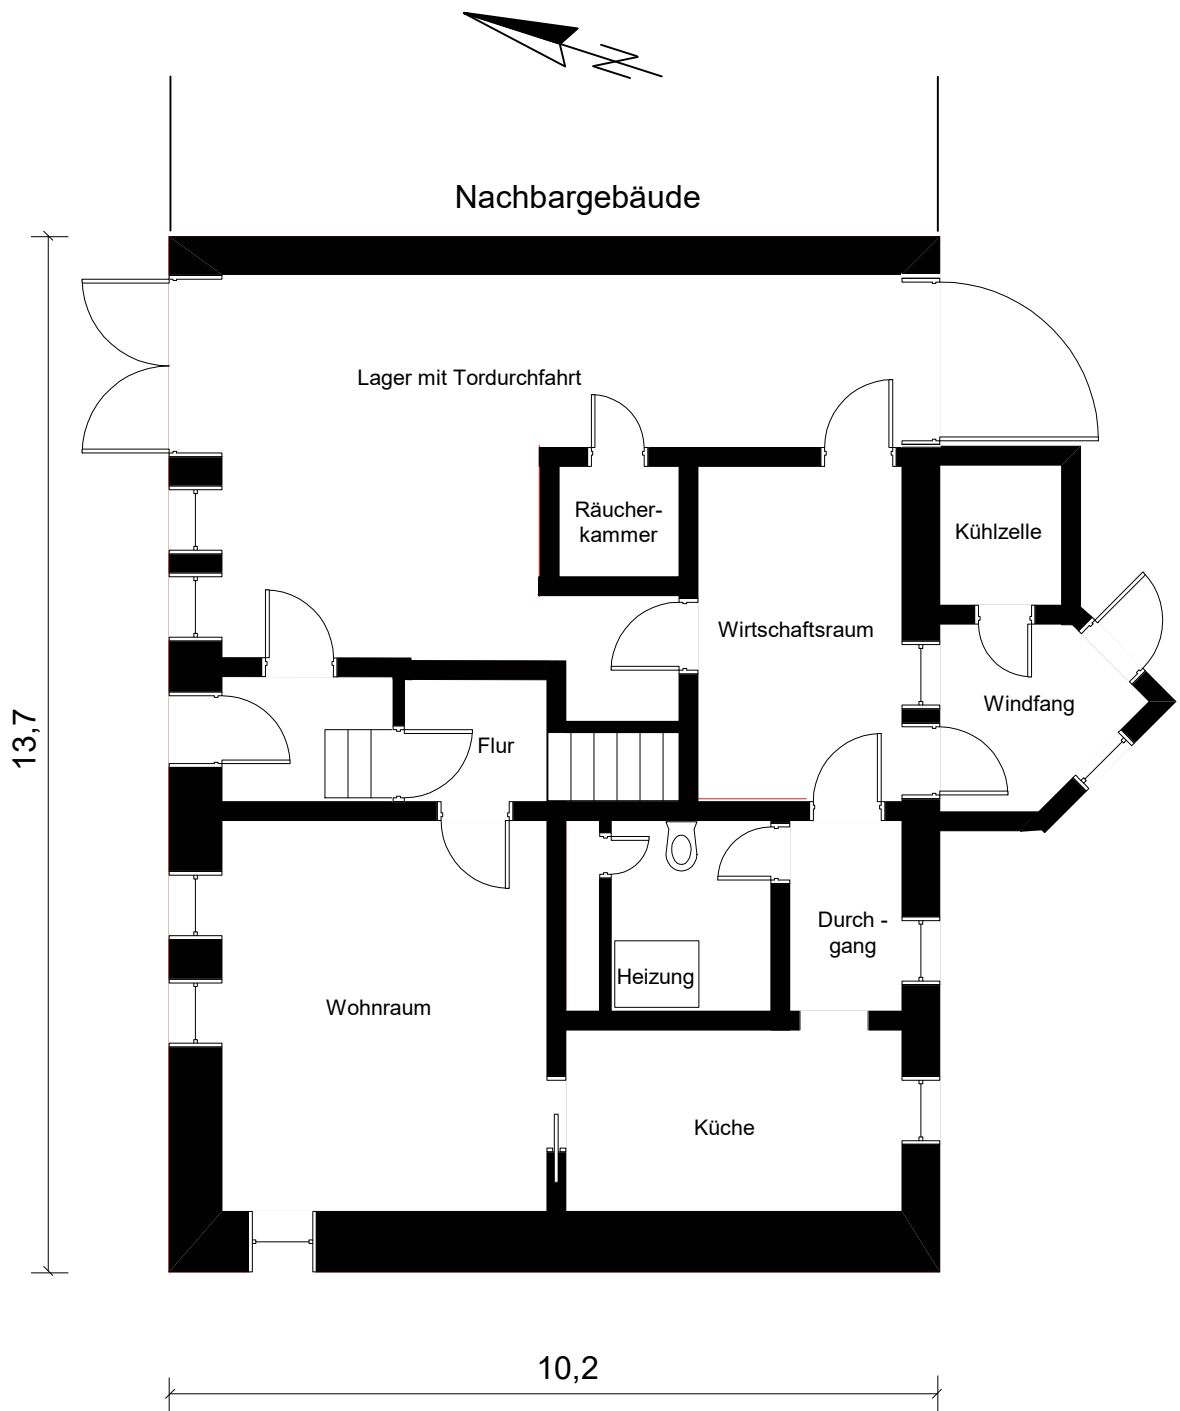 Nachbargebäude
Lager mit Tordurchfahrt
Räucher-
kammer
Kühlzelle
Wirtschaftsraum
Windfang
13,7
Flur
Durch -
gang
Heizung
Wohnraum
Küche
10,2